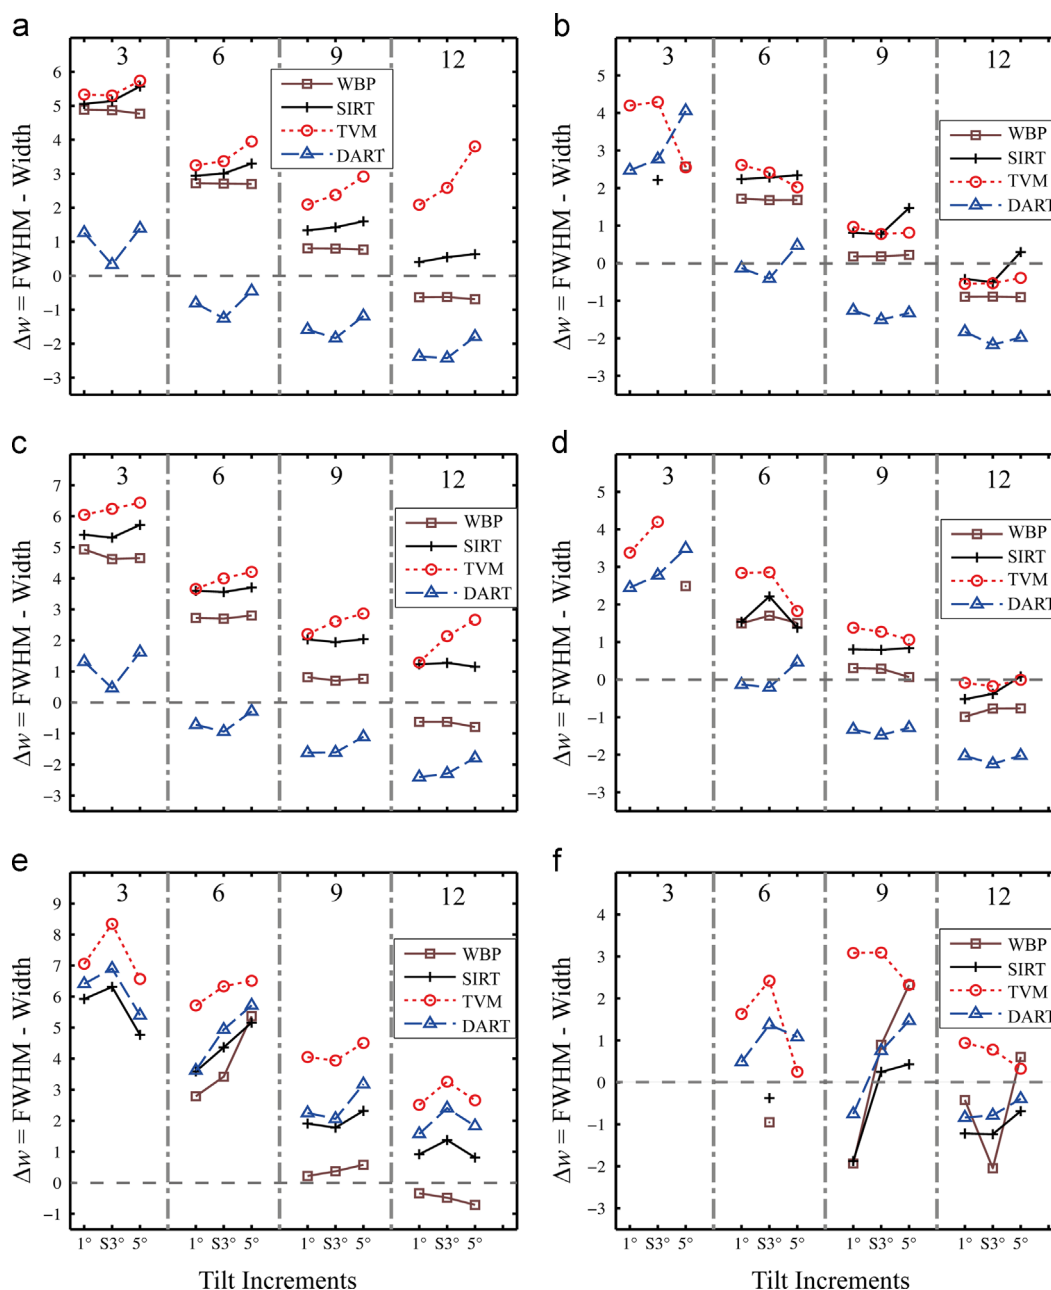 a
3
6
9
12
WBP
SIRT
TVM
DART
6
5
4
3
2
1
0
−1
−2
−3
Δw = FWHM - Width
b
3
6
9
12
WBP
SIRT
TVM
DART
5
4
3
2
1
0
−1
−2
−3
Δw = FWHM - Width
c
3
6
9
12
WBP
SIRT
TVM
DART
7
6
5
4
3
2
1
0
−1
−2
−3
Δw = FWHM - Width
d
3
6
9
12
WBP
SIRT
TVM
DART
5
4
3
2
1
0
−1
−2
−3
Δw = FWHM - Width
e
3
6
9
12
WBP
SIRT
TVM
DART
9
8
7
6
5
4
3
2
1
0
−1
Δw = FWHM - Width
1° S3° 5° 1° S3° 5° 1° S3° 5° 1° S3° 5°
Tilt Increments
f
3
6
9
12
WBP
SIRT
TVM
DART
4
3
2
1
0
−1
−2
−3
Δw = FWHM - Width
1° S3° 5° 1° S3° 5° 1° S3° 5° 1° S3° 5°
Tilt Increments